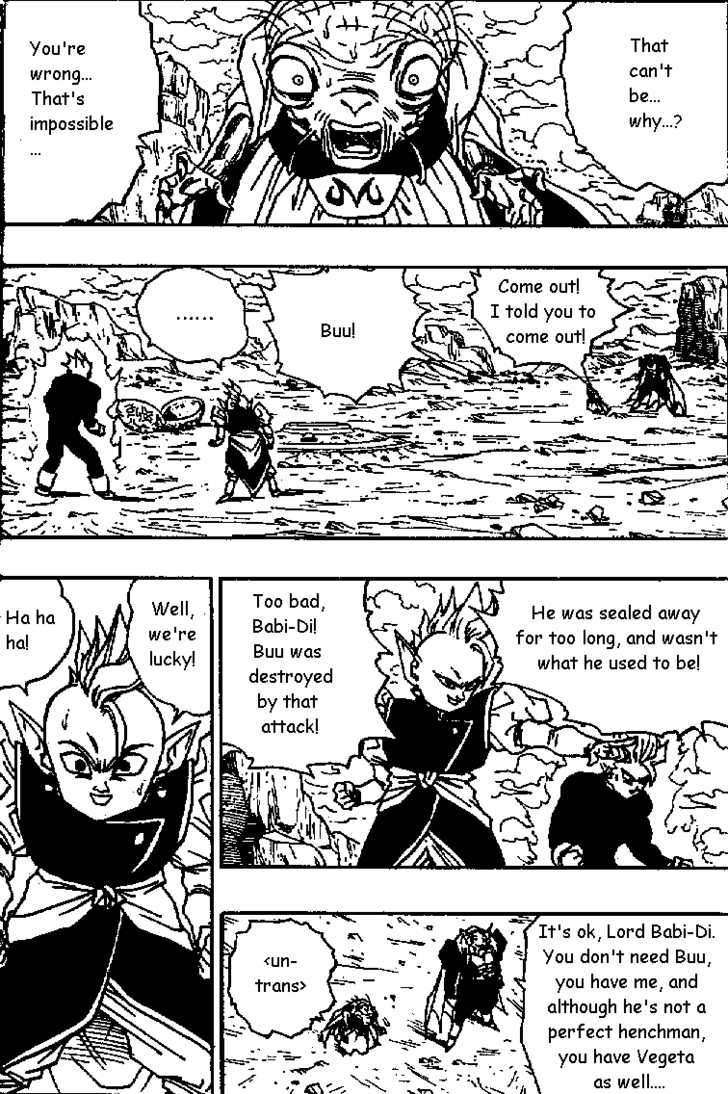 That
can't
be...
why...?
You're
wrong...
That's
impossible
...
Come out!
I told you to
come out!
Buu!
......
He was sealed away
for too long, and wasn't
what he used to be!
Too bad,
Babi-Di!
Buu was
destroyed
by that
attack!
It's ok, Lord Babi-Di.
You don't need Buu,
you have me, and
although he's not a
perfect henchman,
you have Vegeta
as well....
<un-
trans>
Well,
we're
lucky!
Ha ha
ha!